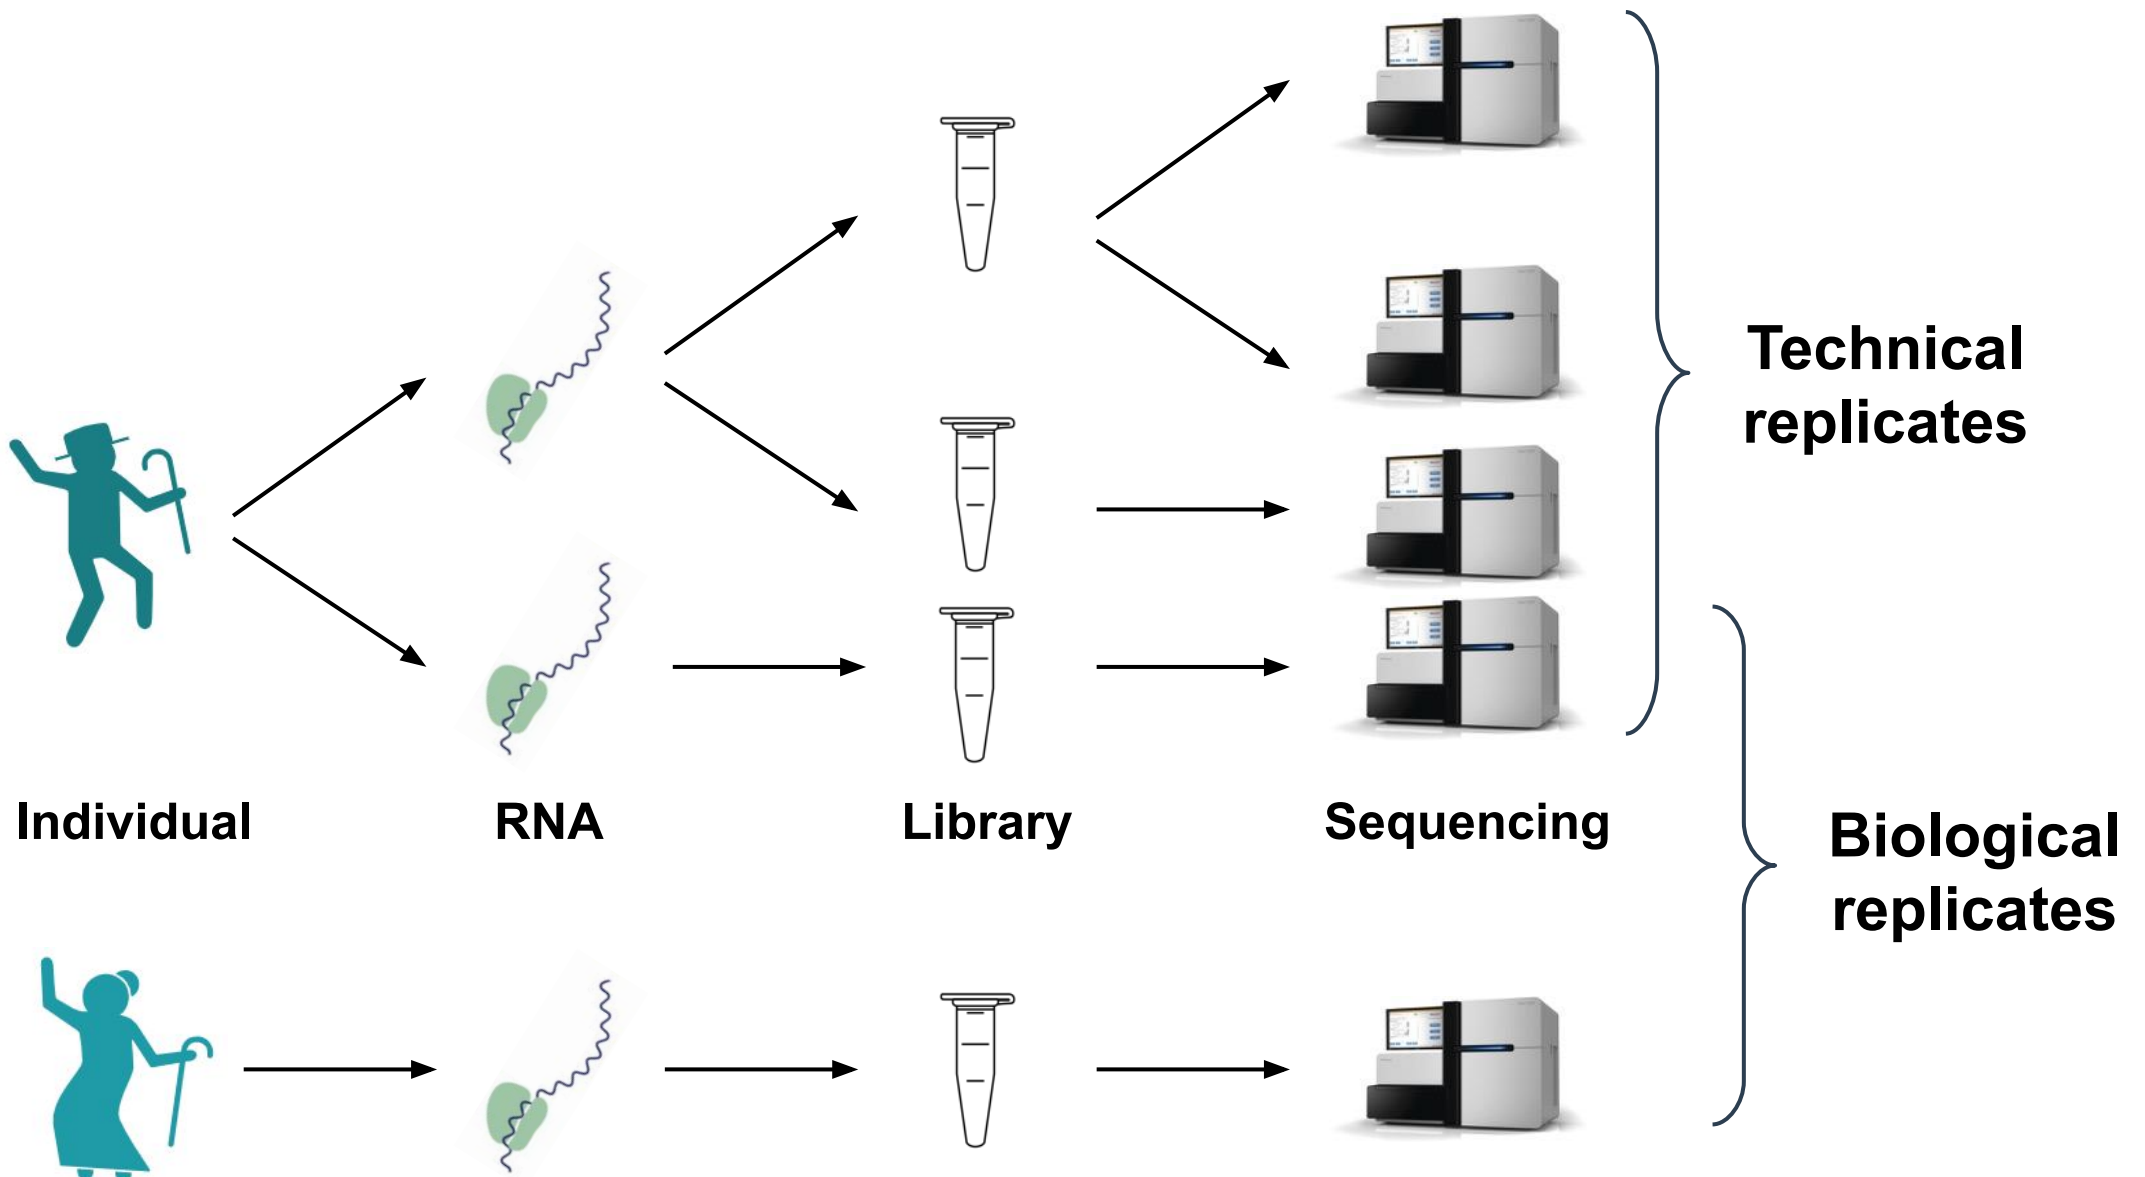 Technical
replicates
Individual
RNA
Library
Sequencing
Biological
replicates